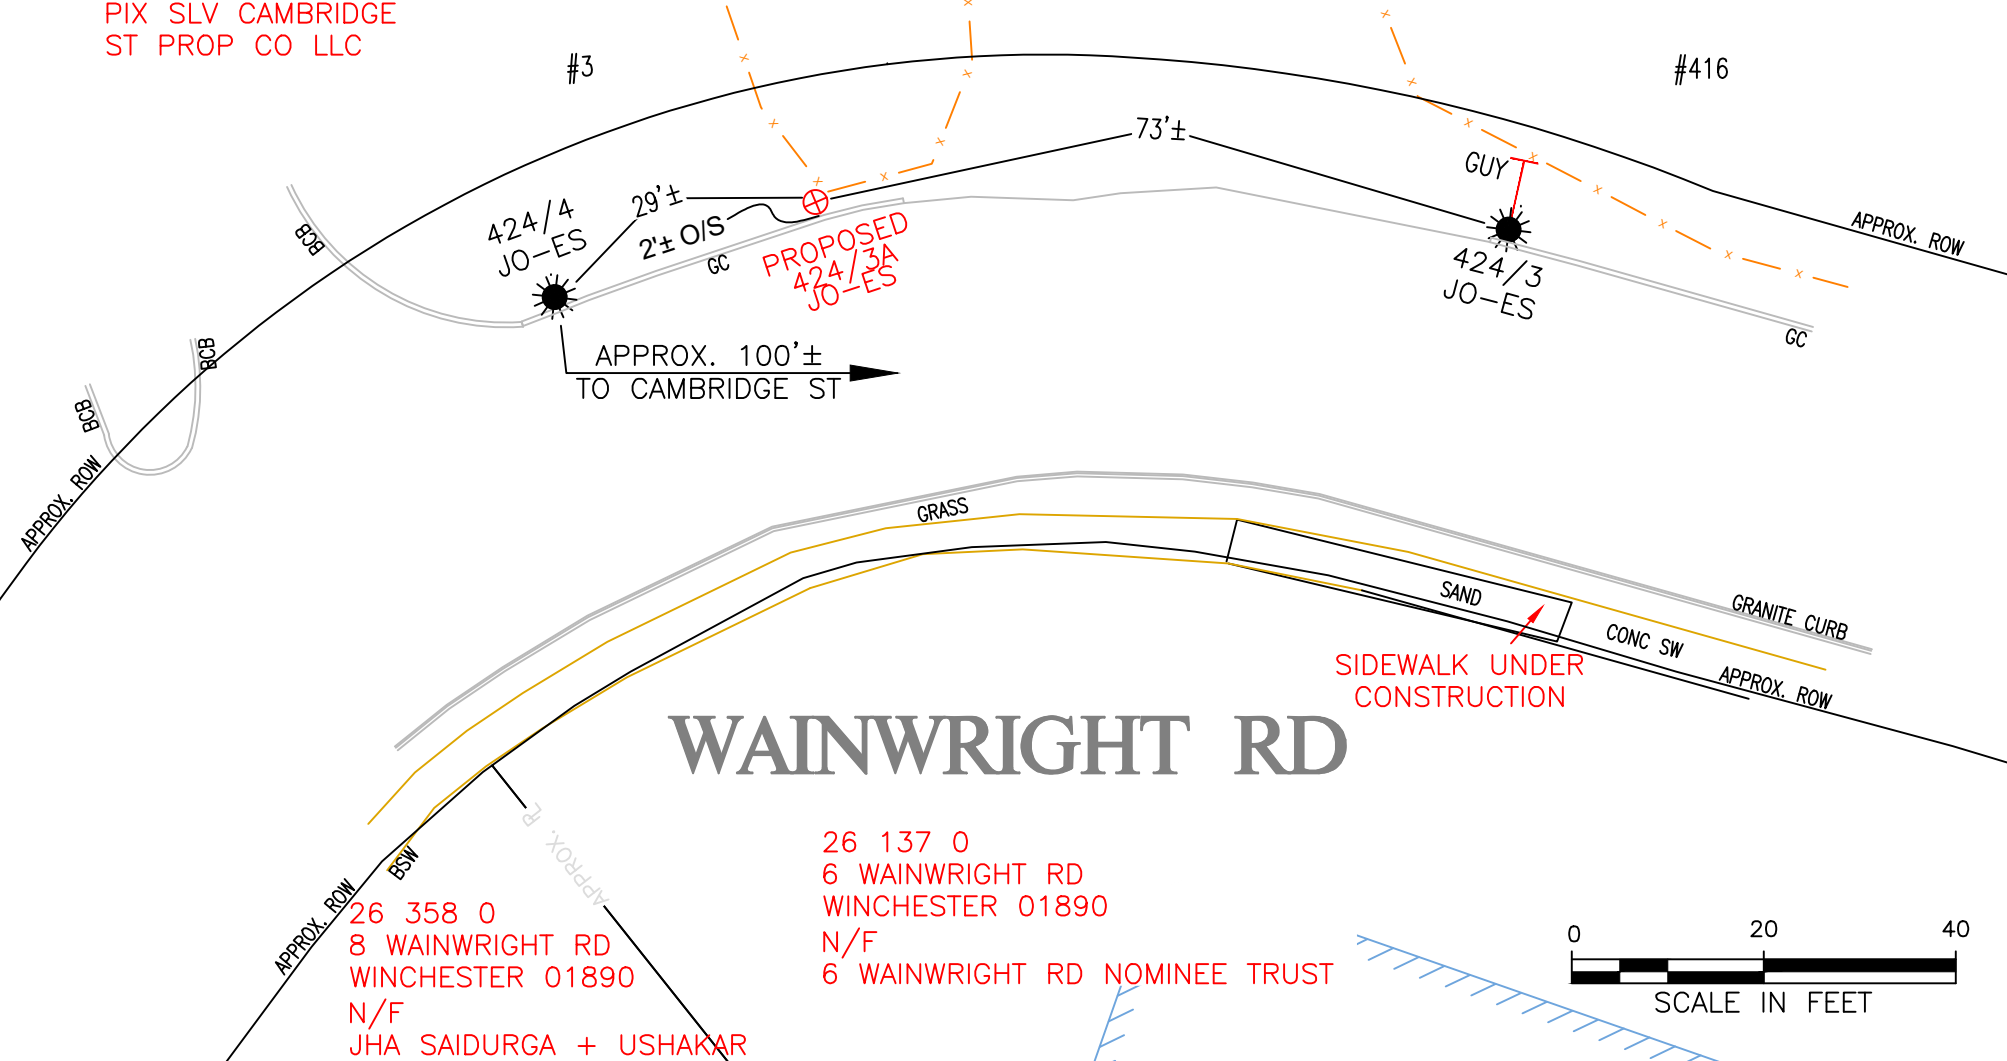 PIX SLV CAMBRIDGE
ST PROP CO LLC
#3
#416
73'±
GUY
29'±
424/4
JO-ES
2'± O/S
GC
PROPOSED
424/3A
JO-ES
424/3
JO-ES
APPROX. ROW
GC
BCB
BCB
BCB
APPROX. 100'±
TO CAMBRIDGE ST
APPROX. ROW
GRASS
SAND
GRANITE CURB
CONC SW
APPROX. ROW
SIDEWALK UNDER
CONSTRUCTION
WAINWRIGHT RD
APPROX. PL
BSW
APPROX. ROW
26 358 0
8 WAINWRIGHT RD
WINCHESTER 01890
N/F
JHA SAIDURGA + USHAKAR
26 137 0
6 WAINWRIGHT RD
WINCHESTER 01890
N/F
6 WAINWRIGHT RD NOMINEE TRUST
0 20 40
SCALE IN FEET